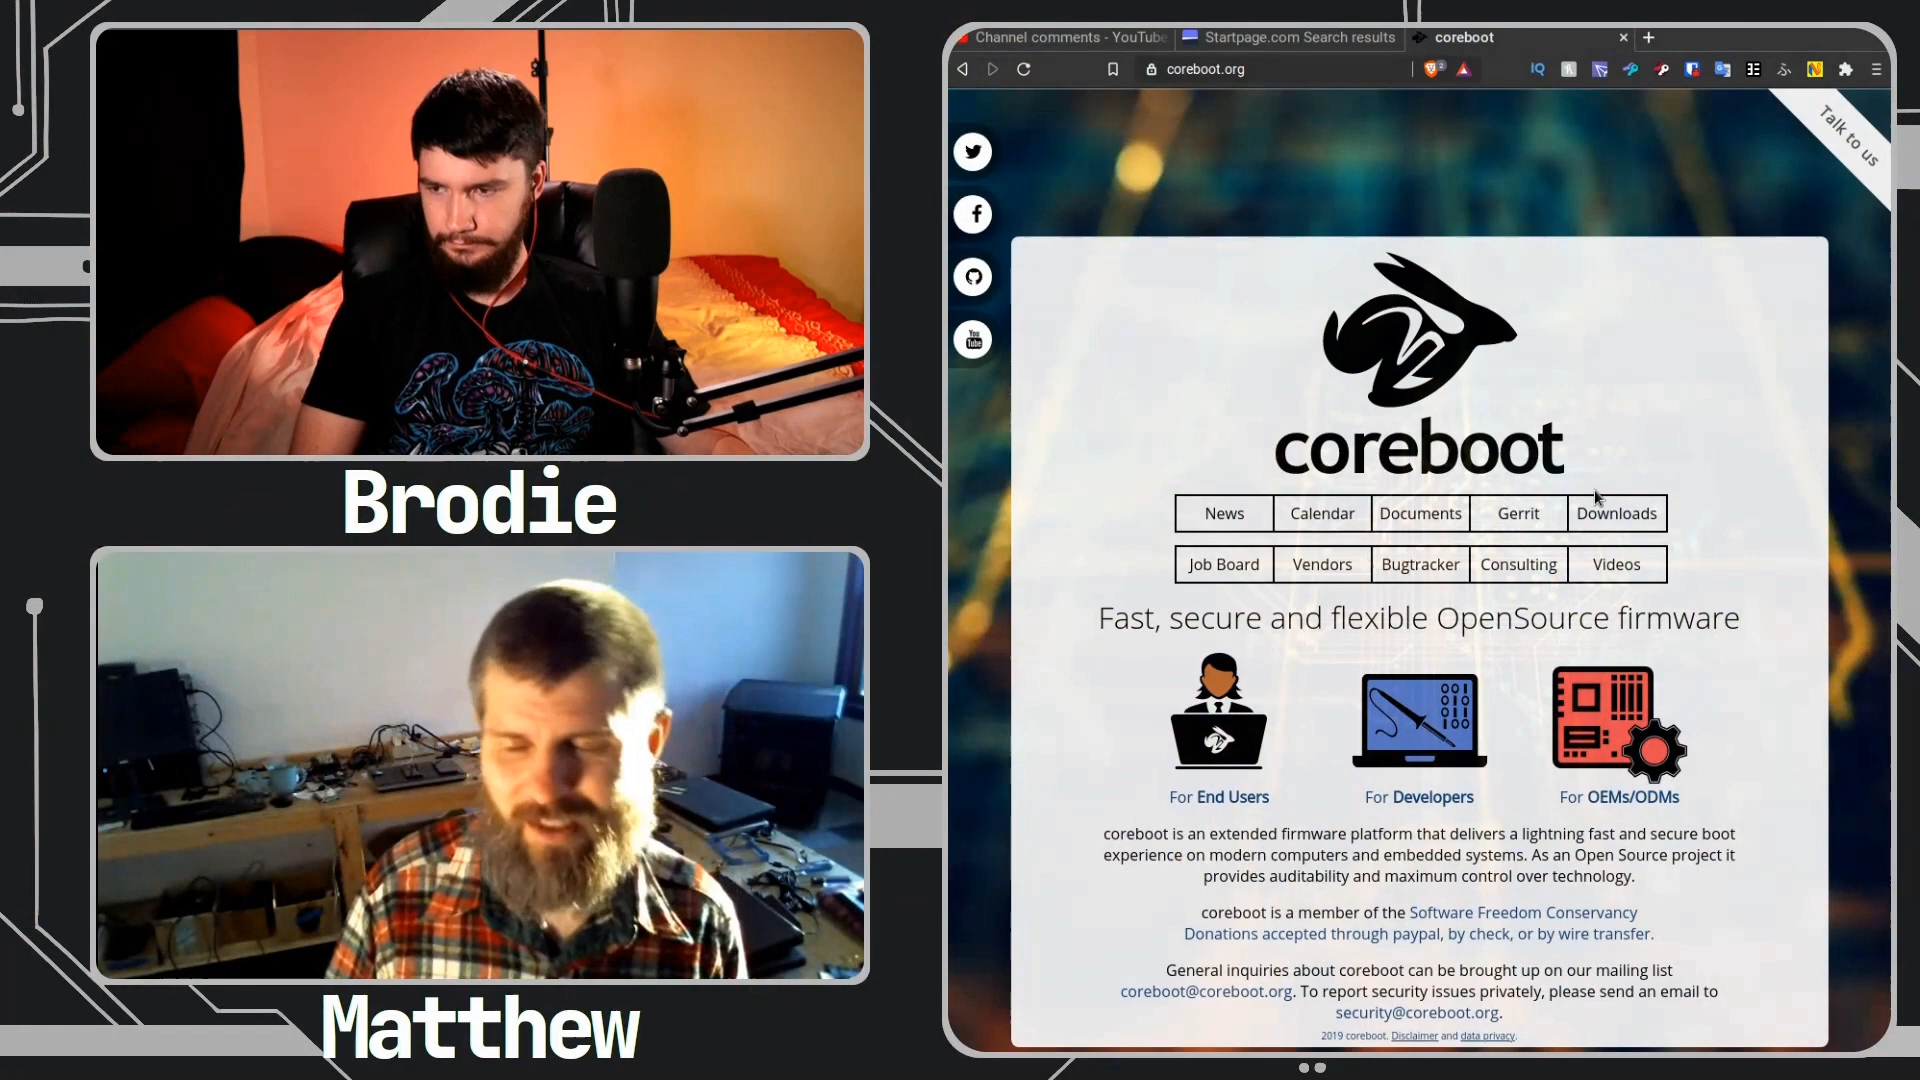 Brodie
Matthew
Channel comments - YouTube
Startpage.com Search results
coreboot
coreboot.org
Talk to us
You
Tube
coreboot
News
Calendar
Documents
Gerrit
Downloads
Job Board
Vendors
Bugtracker
Consulting
Videos
Fast, secure and flexible OpenSource firmware
For End Users
For Developers
For OEMs/ODMs
coreboot is an extended firmware platform that delivers a lightning fast and secure boot
experience on modern computers and embedded systems. As an Open Source project it
provides auditability and maximum control over technology.
coreboot is a member of the Software Freedom Conservancy
Donations accepted through paypal, by check, or by wire transfer.
General inquiries about coreboot can be brought up on our mailing list
coreboot@coreboot.org. To report security issues privately, please send an email to
security@coreboot.org.
2019 coreboot. Disclaimer and data privacy.